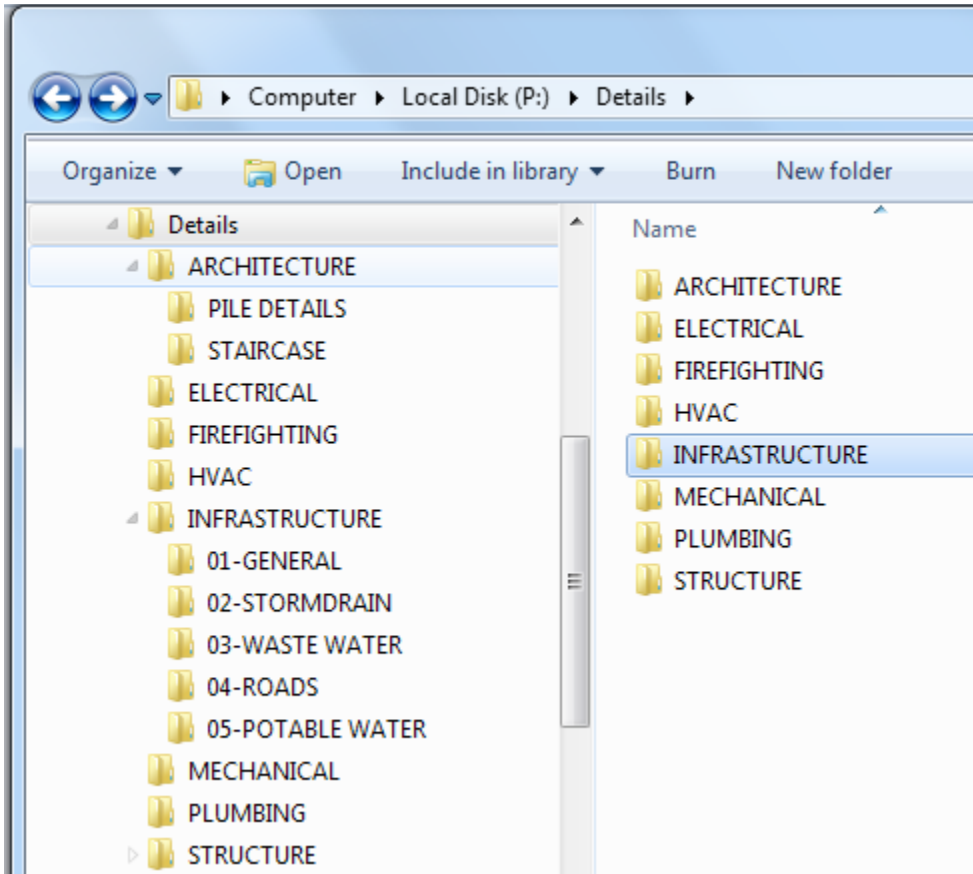 Computer Local Disk (P:) Details
Organize Open Include in library Burn New folder
Details
ARCHITECTURE
PILE DETAILS
STAIRCASE
ELECTRICAL
FIREFIGHTING
HVAC
INFRASTRUCTURE
01-GENERAL
02-STORMDRAIN
03-WASTE WATER
04-ROADS
05-POTABLE WATER
MECHANICAL
PLUMBING
STRUCTURE
Name
ARCHITECTURE
ELECTRICAL
FIREFIGHTING
HVAC
INFRASTRUCTURE
MECHANICAL
PLUMBING
STRUCTURE